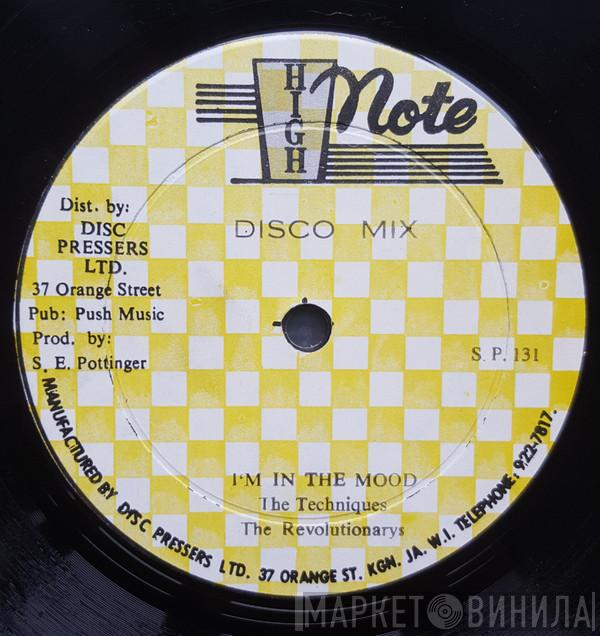 HIGH
Note
DISCO MIX
Dist. by:
DISC
PRESSERS
LTD.
37 Orange Street
Pub: Push Music
Prod. by:
S. E. Pottinger
S. P. 131
I'M IN THE MOOD
The Techniques
The Revolutionarys
MANUFACTURED BY DISC PRESSERS LTD. 37 ORANGE ST. KGN. JA. W.I. TELEPHONE: 922-7817.
МАРКЕТ ВИНИЛА